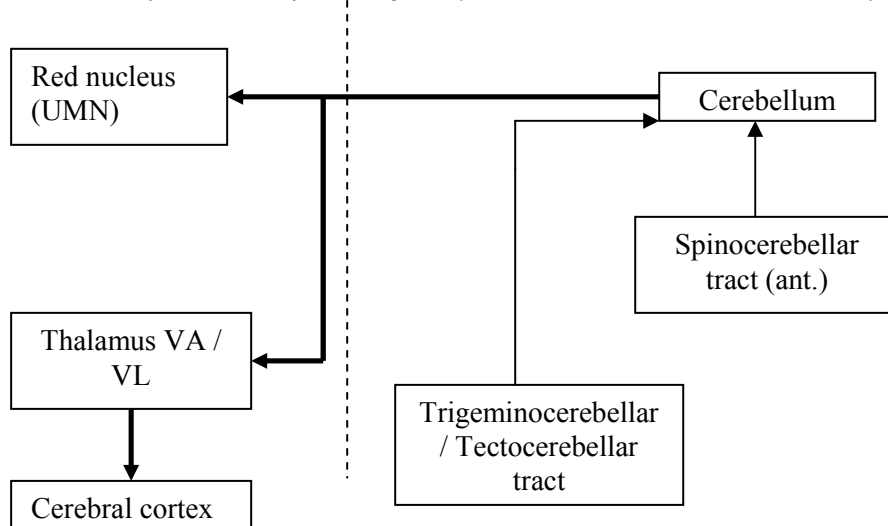 Red nucleus
(UMN)
Cerebellum
Spinocerebellar
tract (ant.)
Thalamus VA /
VL
Trigeminocerebellar
/ Tectocerebellar
tract
Cerebral cortex